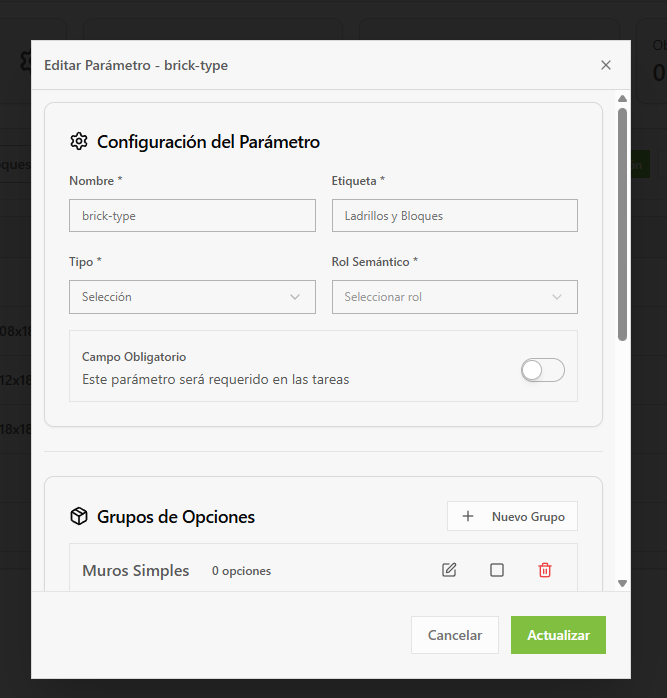 Editar Parámetro - brick-type
Configuración del Parámetro
Nombre *
Etiqueta *
brick-type
Ladrillos y Bloques
Tipo *
Rol Semántico *
Selección
Seleccionar rol
Campo Obligatorio
Este parámetro será requerido en las tareas
Grupos de Opciones
Nuevo Grupo
Muros Simples
0 opciones
Cancelar
Actualizar